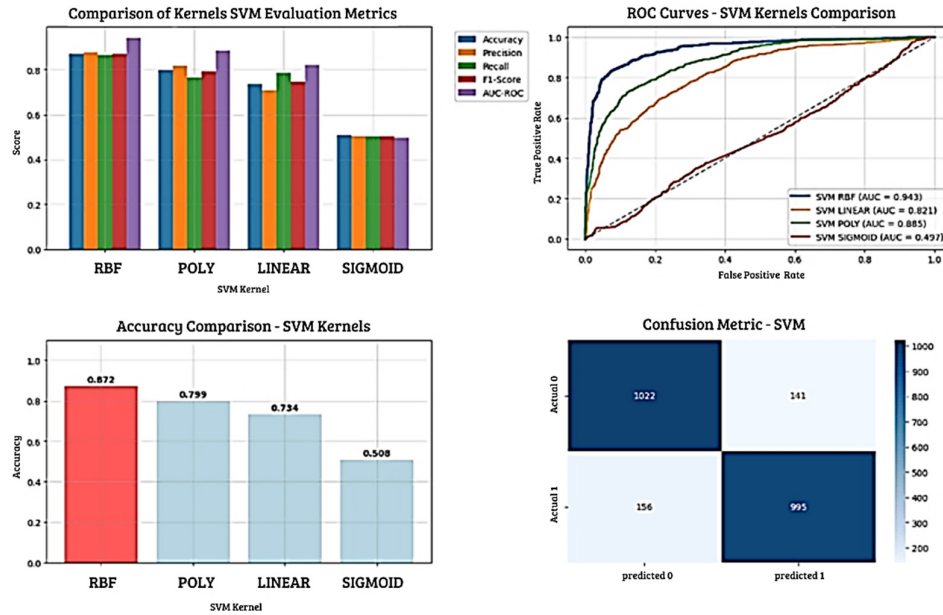 Comparison of Kernels SVM Evaluation Metrics
Score
0.8
0.6
0.4
0.2
0.0
RBF
POLY
LINEAR
SIGMOID
SVM Kernel
Accuracy
Precision
Recall
F1-Score
AUC-ROC
ROC Curves - SVM Kernels Comparison
True Positive Rate
1.0
0.8
0.6
0.4
0.2
0.0
SVM RBF (AUC = 0.943)
SVM LINEAR (AUC = 0.821)
SVM POLY (AUC = 0.885)
SVM SIGMOID (AUC = 0.497)
0.0
0.2
0.4
0.6
0.8
1.0
False Positive Rate
Accuracy Comparison - SVM Kernels
Accuracy
1.0
0.8
0.6
0.4
0.2
0.0
0.872
0.799
0.734
0.508
RBF
POLY
LINEAR
SIGMOID
SVM Kernel
Confusion Metric - SVM
Actual 0
Actual 1
1022
141
156
995
predicted 0
predicted 1
1000
900
800
700
600
500
400
300
200